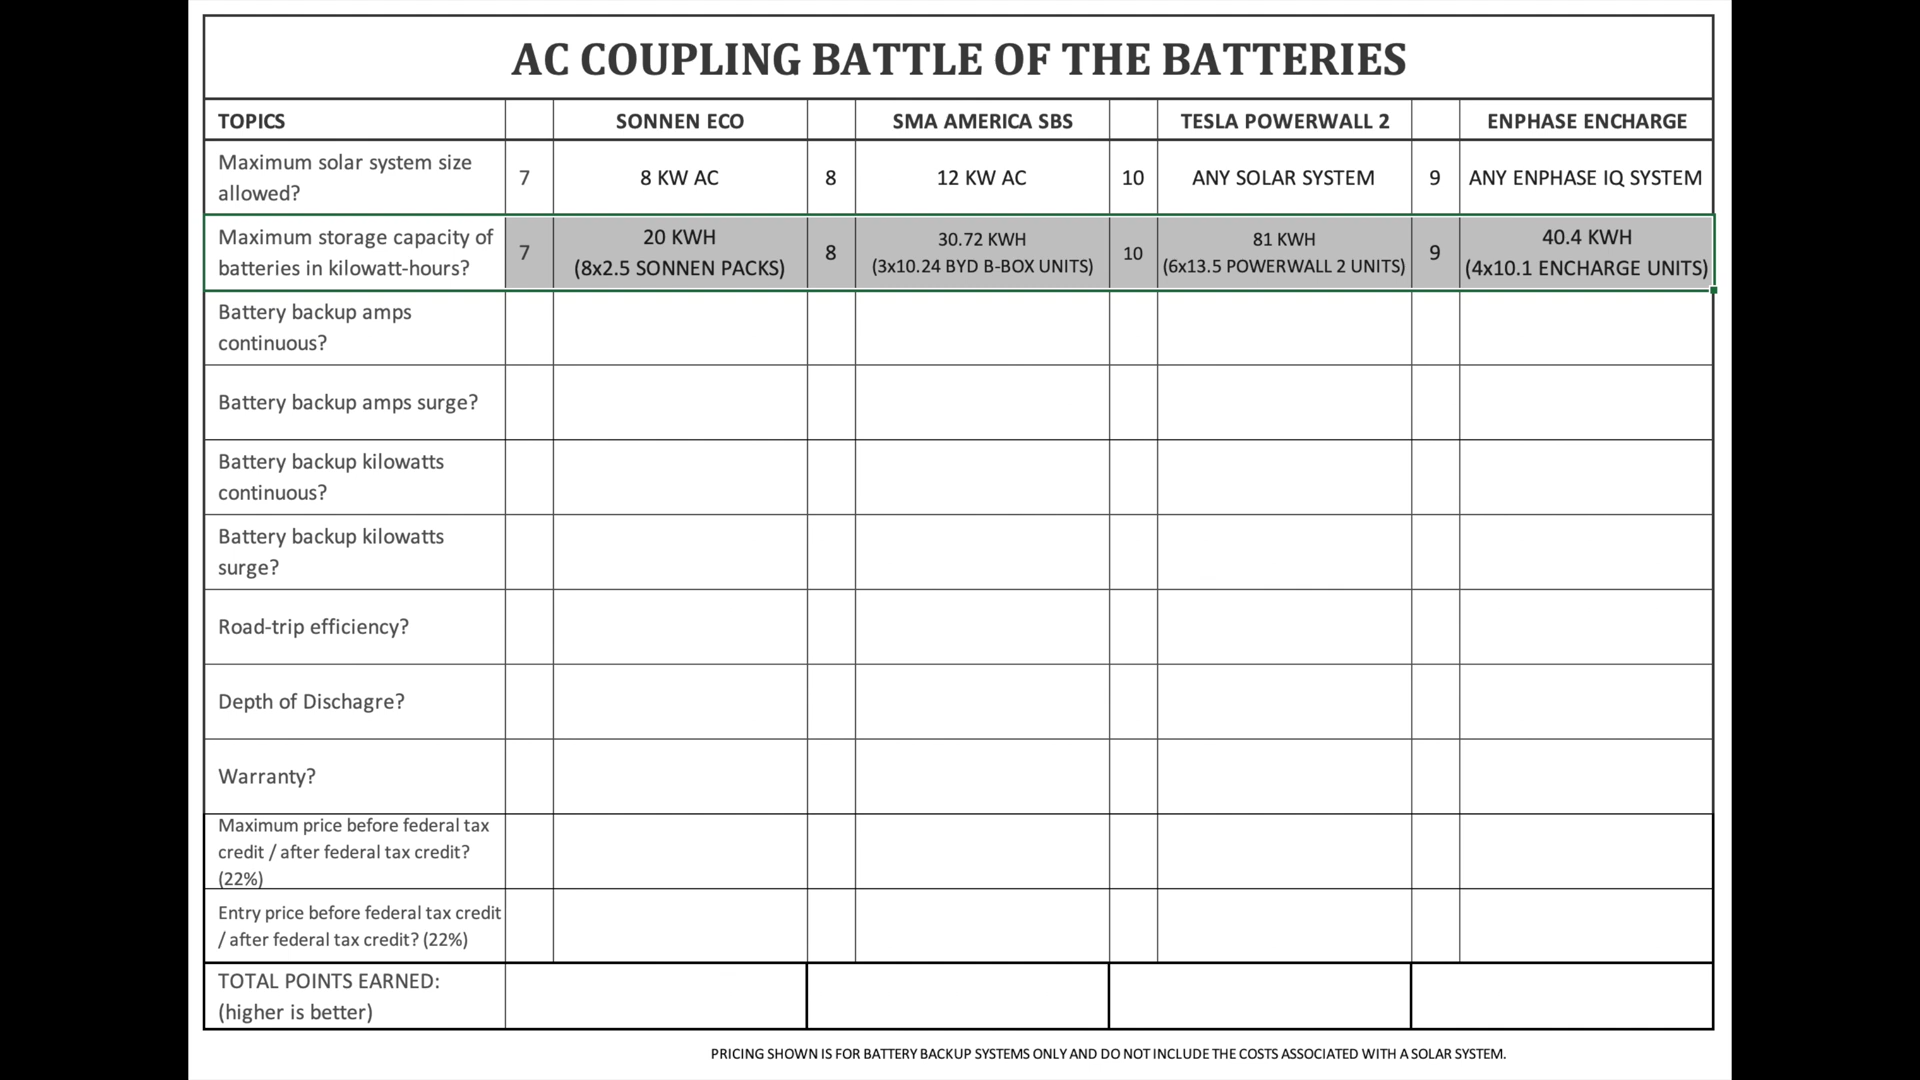 AC COUPLING BATTLE OF THE BATTERIES
TOPICS SONNEN ECO SMA AMERICA SBS TESLA POWERWALL 2 ENPHASE ENCHARGE
Maximum solar system size
allowed?
7 8 KW AC 8 12 KW AC 10 ANY SOLAR SYSTEM 9 ANY ENPHASE IQ SYSTEM
Maximum storage capacity of
batteries in kilowatt-hours?
7
20 KWH
(8x2.5 SONNEN PACKS)
8
30.72 KWH
(3x10.24 BYD B-BOX UNITS)
10
81 KWH
(6x13.5 POWERWALL 2 UNITS)
9
40.4 KWH
(4x10.1 ENCHARGE UNITS)
Battery backup amps
continuous?
Battery backup amps surge?
Battery backup kilowatts
continuous?
Battery backup kilowatts
surge?
Road-trip efficiency?
Depth of Dischagre?
Warranty?
Maximum price before federal tax
credit / after federal tax credit?
(22%)
Entry price before federal tax credit
/ after federal tax credit? (22%)
TOTAL POINTS EARNED:
(higher is better)
PRICING SHOWN IS FOR BATTERY BACKUP SYSTEMS ONLY AND DO NOT INCLUDE THE COSTS ASSOCIATED WITH A SOLAR SYSTEM.